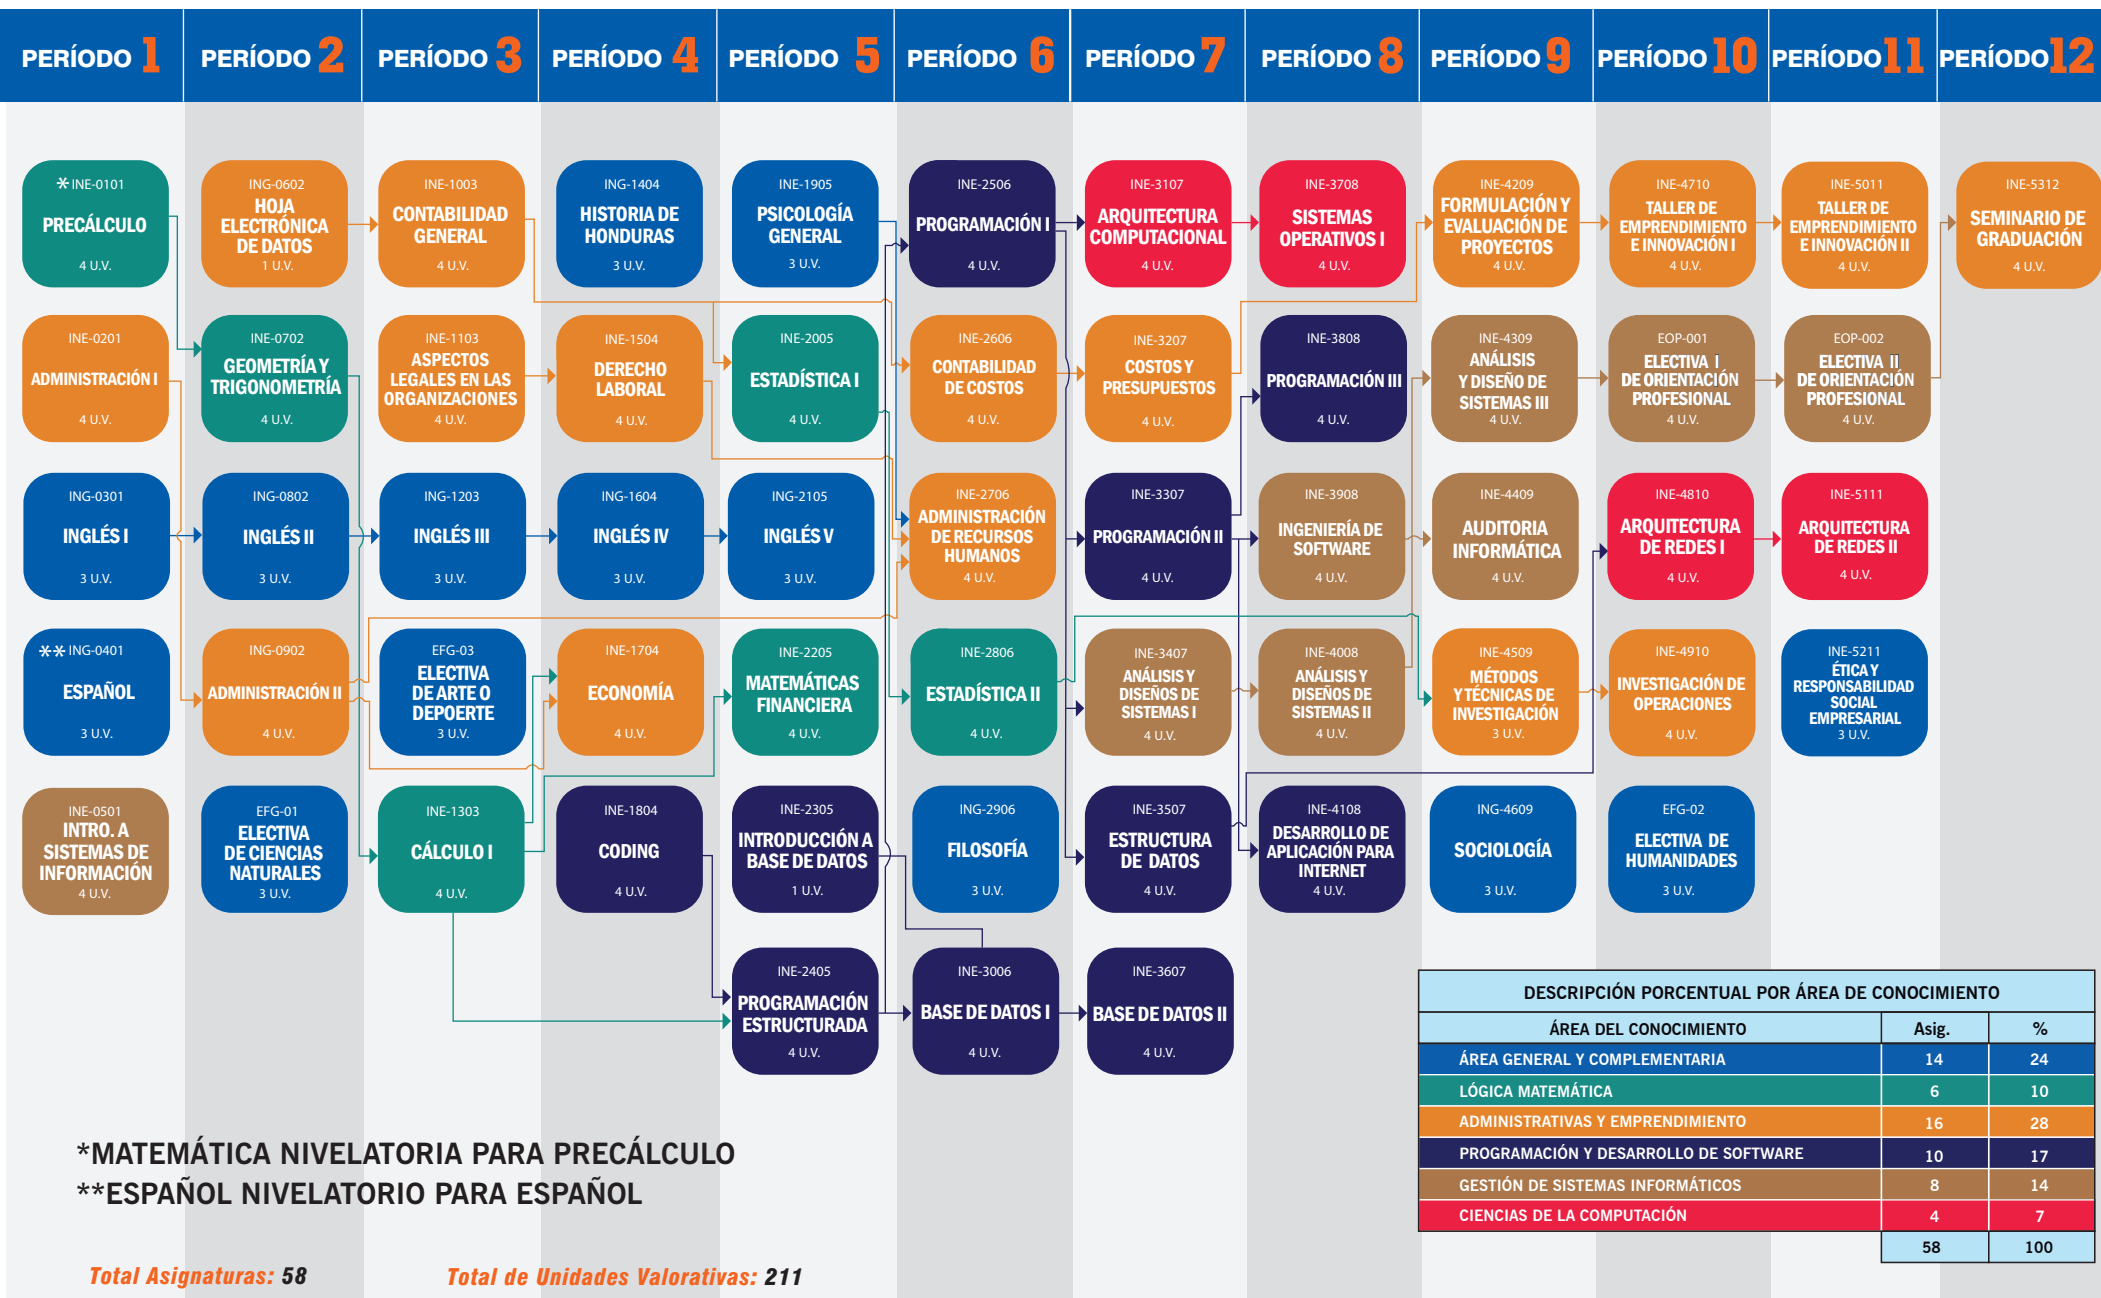 PERÍODO 1
PERÍODO 2
PERÍODO 3
PERÍODO 4
PERÍODO 5
PERÍODO 6
PERÍODO 7
PERÍODO 8
PERÍODO 9
PERÍODO 10
PERÍODO 11
PERÍODO 12
* INE-0101
PRECÁLCULO
4 U.V.
ING-0602
HOJA
ELECTRÓNICA
DE DATOS
1 U.V.
INE-1003
CONTABILIDAD
GENERAL
4 U.V.
ING-1404
HISTORIA DE
HONDURAS
3 U.V.
INE-1905
PSICOLOGÍA
GENERAL
3 U.V.
INE-2506
PROGRAMACIÓN I
4 U.V.
INE-3107
ARQUITECTURA
COMPUTACIONAL
4 U.V.
INE-3708
SISTEMAS
OPERATIVOS I
4 U.V.
INE-4209
FORMULACIÓN Y
EVALUACIÓN DE
PROYECTOS
4 U.V.
INE-4710
TALLER DE
EMPRENDIMIENTO
E INNOVACIÓN I
4 U.V.
INE-5011
TALLER DE
EMPRENDIMIENTO
E INNOVACIÓN II
4 U.V.
INE-5312
SEMINARIO DE
GRADUACIÓN
4 U.V.
INE-0201
ADMINISTRACIÓN I
4 U.V.
INE-0702
GEOMETRÍA Y
TRIGONOMETRÍA
4 U.V.
INE-1103
ASPECTOS
LEGALES EN LAS
ORGANIZACIONES
4 U.V.
INE-1504
DERECHO
LABORAL
4 U.V.
INE-2005
ESTADÍSTICA I
4 U.V.
INE-2606
CONTABILIDAD
DE COSTOS
4 U.V.
INE-3207
COSTOS Y
PRESUPUESTOS
4 U.V.
INE-3808
PROGRAMACIÓN III
4 U.V.
INE-4309
ANÁLISIS
Y DISEÑO DE
SISTEMAS III
4 U.V.
EOP-001
ELECTIVA I
DE ORIENTACIÓN
PROFESIONAL
4 U.V.
EOP-002
ELECTIVA II
DE ORIENTACIÓN
PROFESIONAL
4 U.V.
ING-0301
INGLÉS I
3 U.V.
ING-0802
INGLÉS II
3 U.V.
ING-1203
INGLÉS III
3 U.V.
ING-1604
INGLÉS IV
3 U.V.
ING-2105
INGLÉS V
3 U.V.
INE-2706
ADMINISTRACIÓN
DE RECURSOS
HUMANOS
4 U.V.
INE-3307
PROGRAMACIÓN II
4 U.V.
INE-3908
INGENIERÍA DE
SOFTWARE
4 U.V.
INE-4409
AUDITORIA
INFORMÁTICA
4 U.V.
INE-4810
ARQUITECTURA
DE REDES I
4 U.V.
INE-5111
ARQUITECTURA
DE REDES II
4 U.V.
** ING-0401
ESPAÑOL
3 U.V.
ING-0902
ADMINISTRACIÓN II
4 U.V.
EFG-03
ELECTIVA
DE ARTE O
DEPOERTE
3 U.V.
INE-1704
ECONOMÍA
4 U.V.
INE-2205
MATEMÁTICAS
FINANCIERA
4 U.V.
INE-2806
ESTADÍSTICA II
4 U.V.
INE-3407
ANÁLISIS Y
DISEÑOS DE
SISTEMAS I
4 U.V.
INE-4008
ANÁLISIS Y
DISEÑOS DE
SISTEMAS II
4 U.V.
INE-4509
MÉTODOS
Y TÉCNICAS DE
INVESTIGACIÓN
3 U.V.
INE-4910
INVESTIGACIÓN DE
OPERACIONES
4 U.V.
INE-5211
ÉTICA Y
RESPONSABILIDAD
SOCIAL
EMPRESARIAL
3 U.V.
INE-0501
INTRO. A
SISTEMAS DE
INFORMACIÓN
4 U.V.
EFG-01
ELECTIVA
DE CIENCIAS
NATURALES
3 U.V.
INE-1303
CÁLCULO I
4 U.V.
INE-1804
CODING
4 U.V.
INE-2305
INTRODUCCIÓN A
BASE DE DATOS
1 U.V.
ING-2906
FILOSOFÍA
3 U.V.
INE-3507
ESTRUCTURA
DE DATOS
4 U.V.
INE-4108
DESARROLLO DE
APLICACIÓN PARA
INTERNET
4 U.V.
ING-4609
SOCIOLOGÍA
3 U.V.
EFG-02
ELECTIVA DE
HUMANIDADES
3 U.V.
INE-2405
PROGRAMACIÓN
ESTRUCTURADA
4 U.V.
INE-3006
BASE DE DATOS I
4 U.V.
INE-3607
BASE DE DATOS II
4 U.V.
DESCRIPCIÓN PORCENTUAL POR ÁREA DE CONOCIMIENTO
ÁREA DEL CONOCIMIENTO Asig. %
ÁREA GENERAL Y COMPLEMENTARIA 14 24
LÓGICA MATEMÁTICA 6 10
ADMINISTRATIVAS Y EMPRENDIMIENTO 16 28
PROGRAMACIÓN Y DESARROLLO DE SOFTWARE 10 17
GESTIÓN DE SISTEMAS INFORMÁTICOS 8 14
CIENCIAS DE LA COMPUTACIÓN 4 7
58 100
*MATEMÁTICA NIVELATORIA PARA PRECÁLCULO
**ESPAÑOL NIVELATORIO PARA ESPAÑOL
Total Asignaturas: 58
Total de Unidades Valorativas: 211